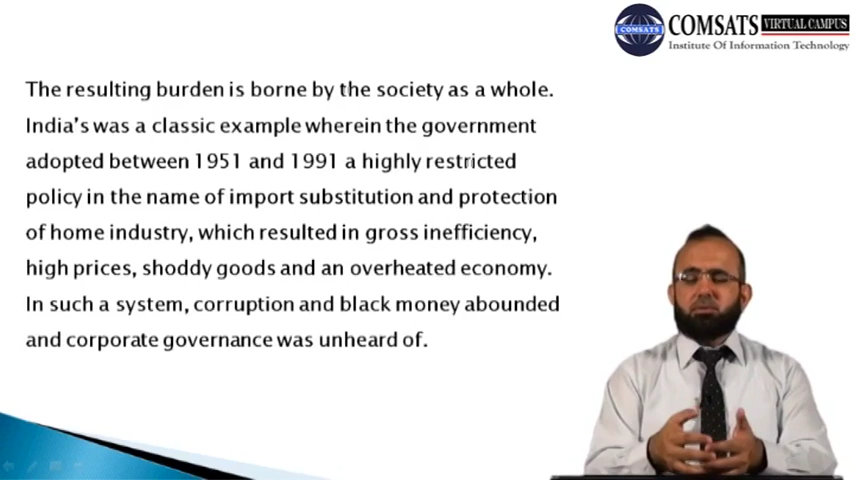 COMSATS
COMSATS VIRTUAL CAMPUS
Institute Of Information Technology
The resulting burden is borne by the society as a whole.
India's was a classic example wherein the government
adopted between 1951 and 1991 a highly restricted
policy in the name of import substitution and protection
of home industry, which resulted in gross inefficiency,
high prices, shoddy goods and an overheated economy.
In such a system, corruption and black money abounded
and corporate governance was unheard of.